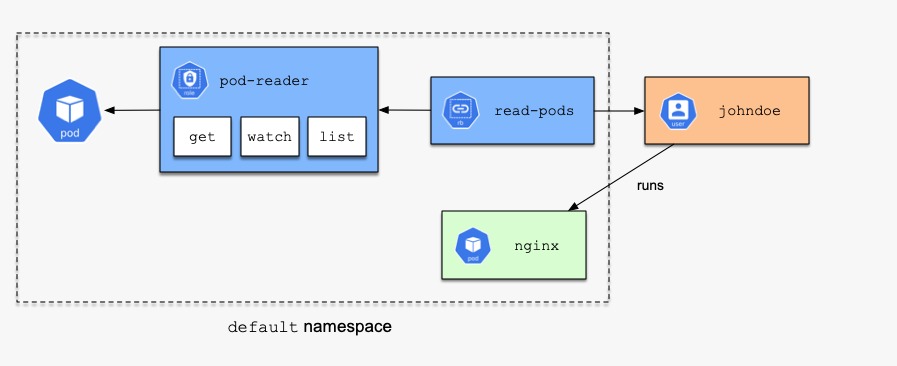 pod
role
pod-reader
get
watch
list
rb
read-pods
user
johndoe
runs
pod
nginx
default namespace